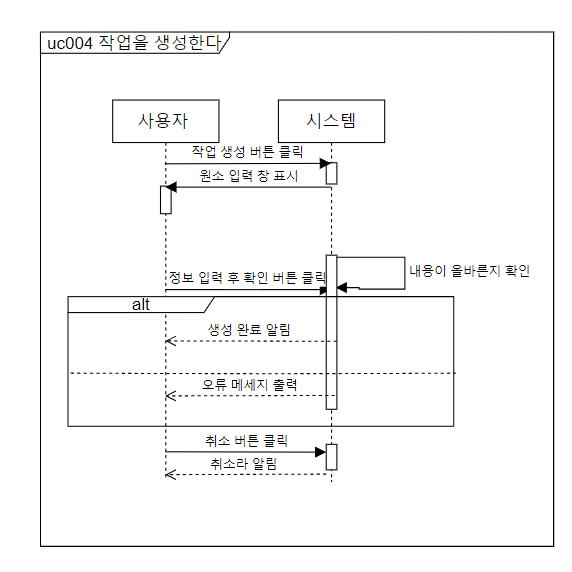 uc004 작업을 생성한다
사용자
시스템
작업 생성 버튼 클릭
원소 입력 창 표시
내용이 올바른지 확인
정보 입력 후 확인 버튼 클릭
alt
생성 완료 알림
오류 메세지 출력
취소 버튼 클릭
취소라 알림